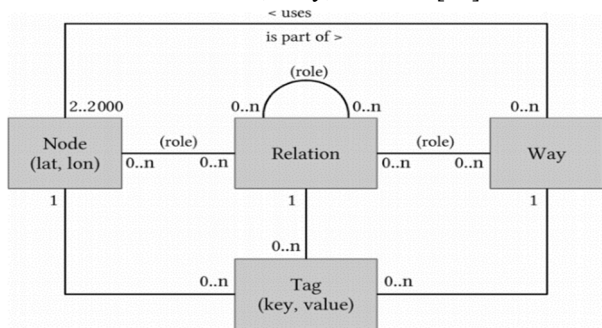 < uses
is part of >
(role)
2..2000
0..n
0..n
0..n
Node
(lat, lon)
(role)
0..n
0..n
Relation
(role)
0..n
0..n
Way
1
1
1
0..n
0..n
0..n
Tag
(key, value)